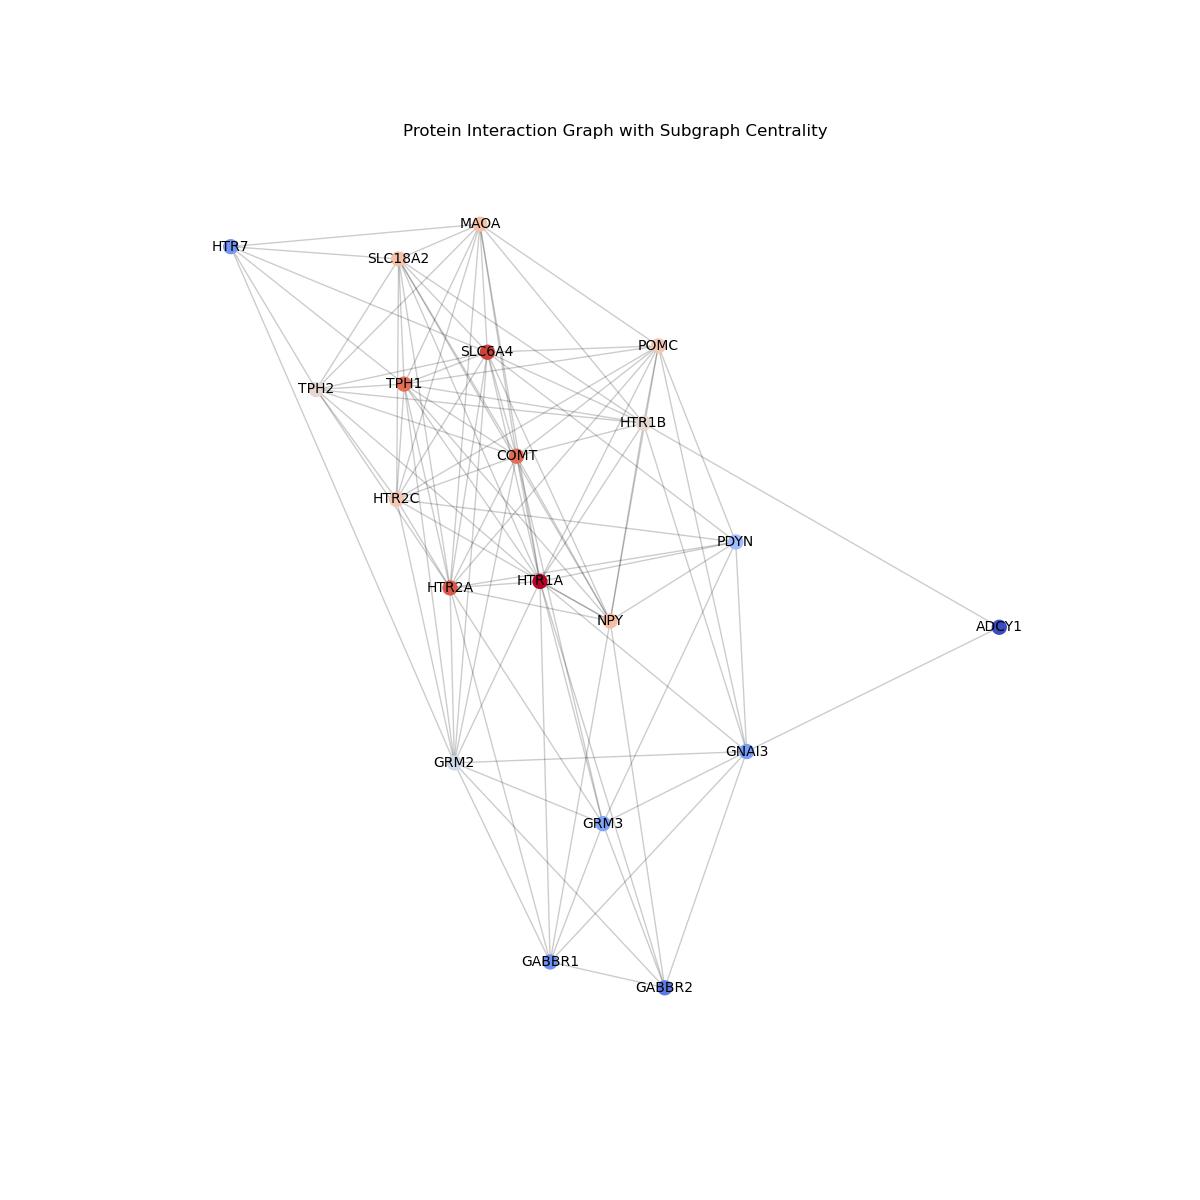 Protein Interaction Graph with Subgraph Centrality
MAOA
HTR7
SLC18A2
POMC
SLC6A4
TPH1
TPH2
HTR1B
COMT
HTR2C
PDYN
HTR1A
HTR2A
NPY
ADCY1
GNAI3
GRM2
GRM3
GABBR1
GABBR2